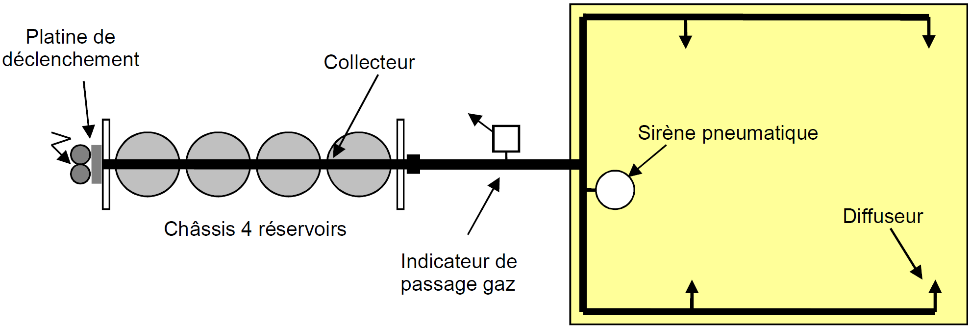 Platine de
déclenchement
Collecteur
Sirène pneumatique
Châssis 4 réservoirs
Indicateur de
passage gaz
Diffuseur